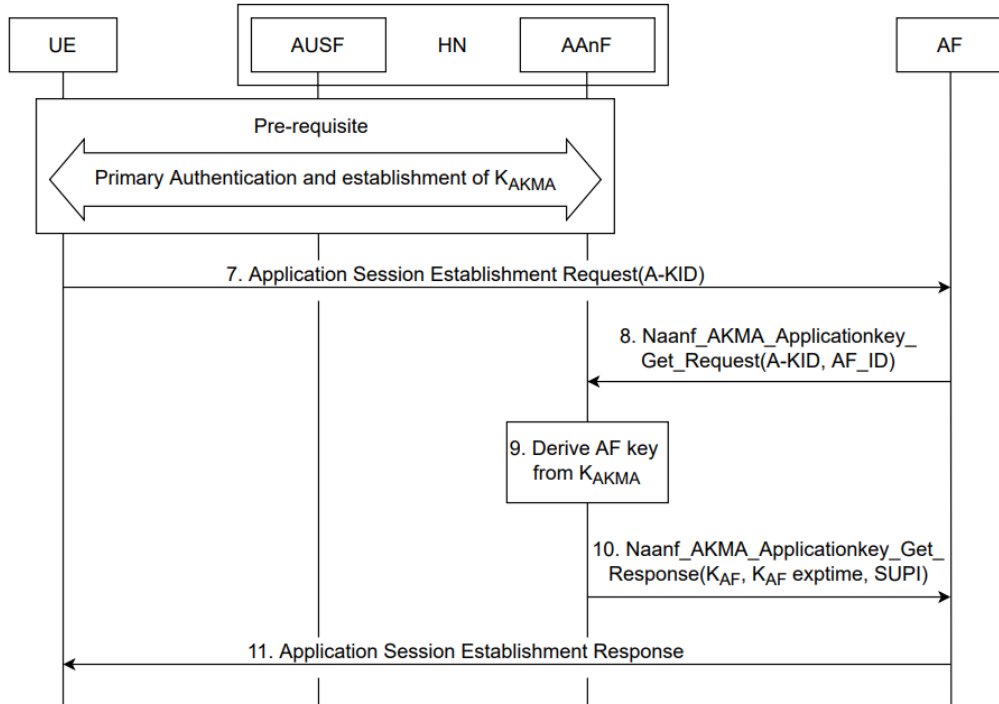 UE
AUSF
HN
AAnF
AF
Pre-requisite
Primary Authentication and establishment of KAKMA
7. Application Session Establishment Request(A-KID)
8. Naanf_AKMA_Applicationkey_
Get_Request(A-KID, AF_ID)
9. Derive AF key
from KAKMA
10. Naanf_AKMA_Applicationkey_Get_
Response(KAF, KAF exptime, SUPI)
11. Application Session Establishment Response